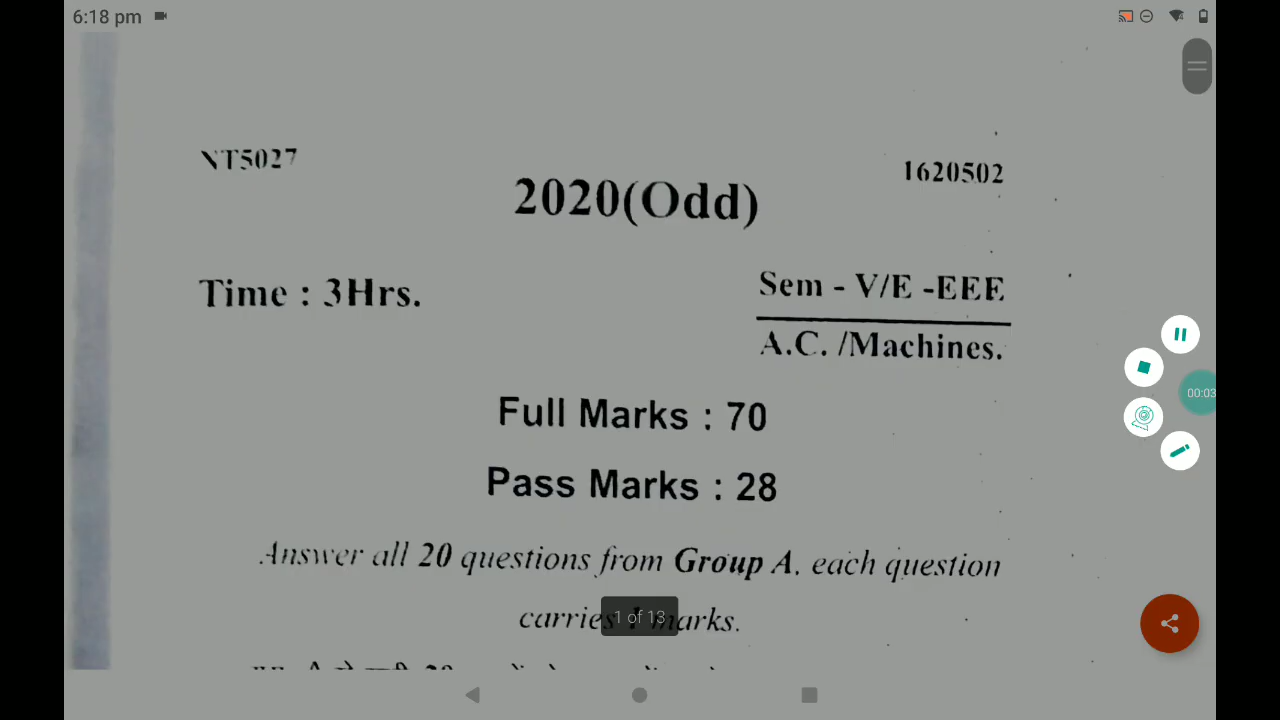 6:18 pm
NT5027
1620502
2020(Odd)
Time : 3Hrs.
Sem - V/E -EEE
A.C. /Machines.
Full Marks : 70
Pass Marks : 28
Answer all 20 questions from Group A, each question
carries 1 marks.
1 of 13
00:03